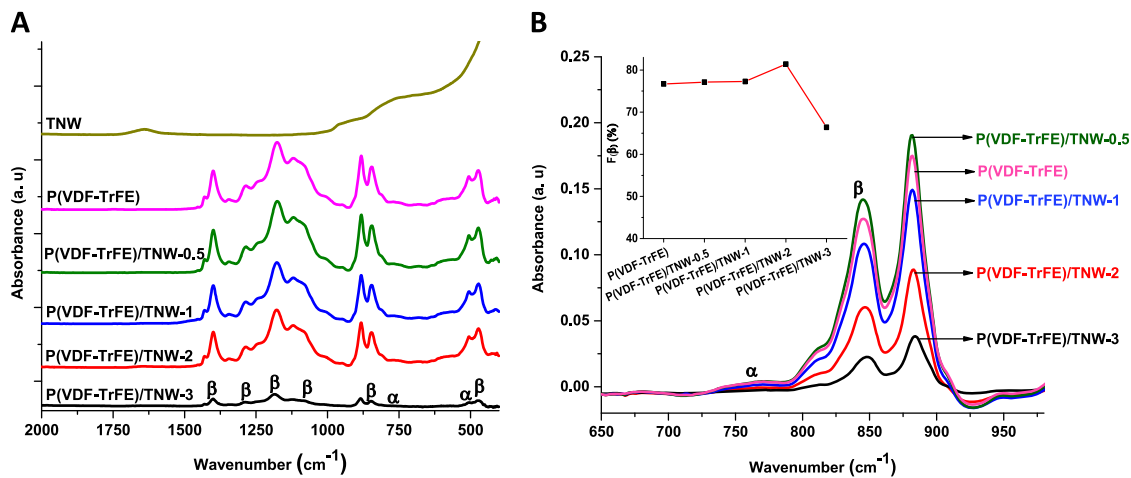 A
Absorbance (a. u)
TNW
P(VDF-TrFE)
P(VDF-TrFE)/TNW-0.5
P(VDF-TrFE)/TNW-1
P(VDF-TrFE)/TNW-2
P(VDF-TrFE)/TNW-3
β β β β β α α β
2000 1750 1500 1250 1000 750 500
Wavenumber (cm⁻¹)
B
Absorbance (a. u)
0.25
0.20
0.15
0.10
0.05
0.00
F(β) (%)
80
70
60
50
40
P(VDF-TrFE)
P(VDF-TrFE)/TNW-0.5
P(VDF-TrFE)/TNW-1
P(VDF-TrFE)/TNW-2
P(VDF-TrFE)/TNW-3
β
α
P(VDF-TrFE)/TNW-0.5
P(VDF-TrFE)
P(VDF-TrFE)/TNW-1
P(VDF-TrFE)/TNW-2
P(VDF-TrFE)/TNW-3
650 700 750 800 850 900 950
Wavenumber (cm⁻¹)